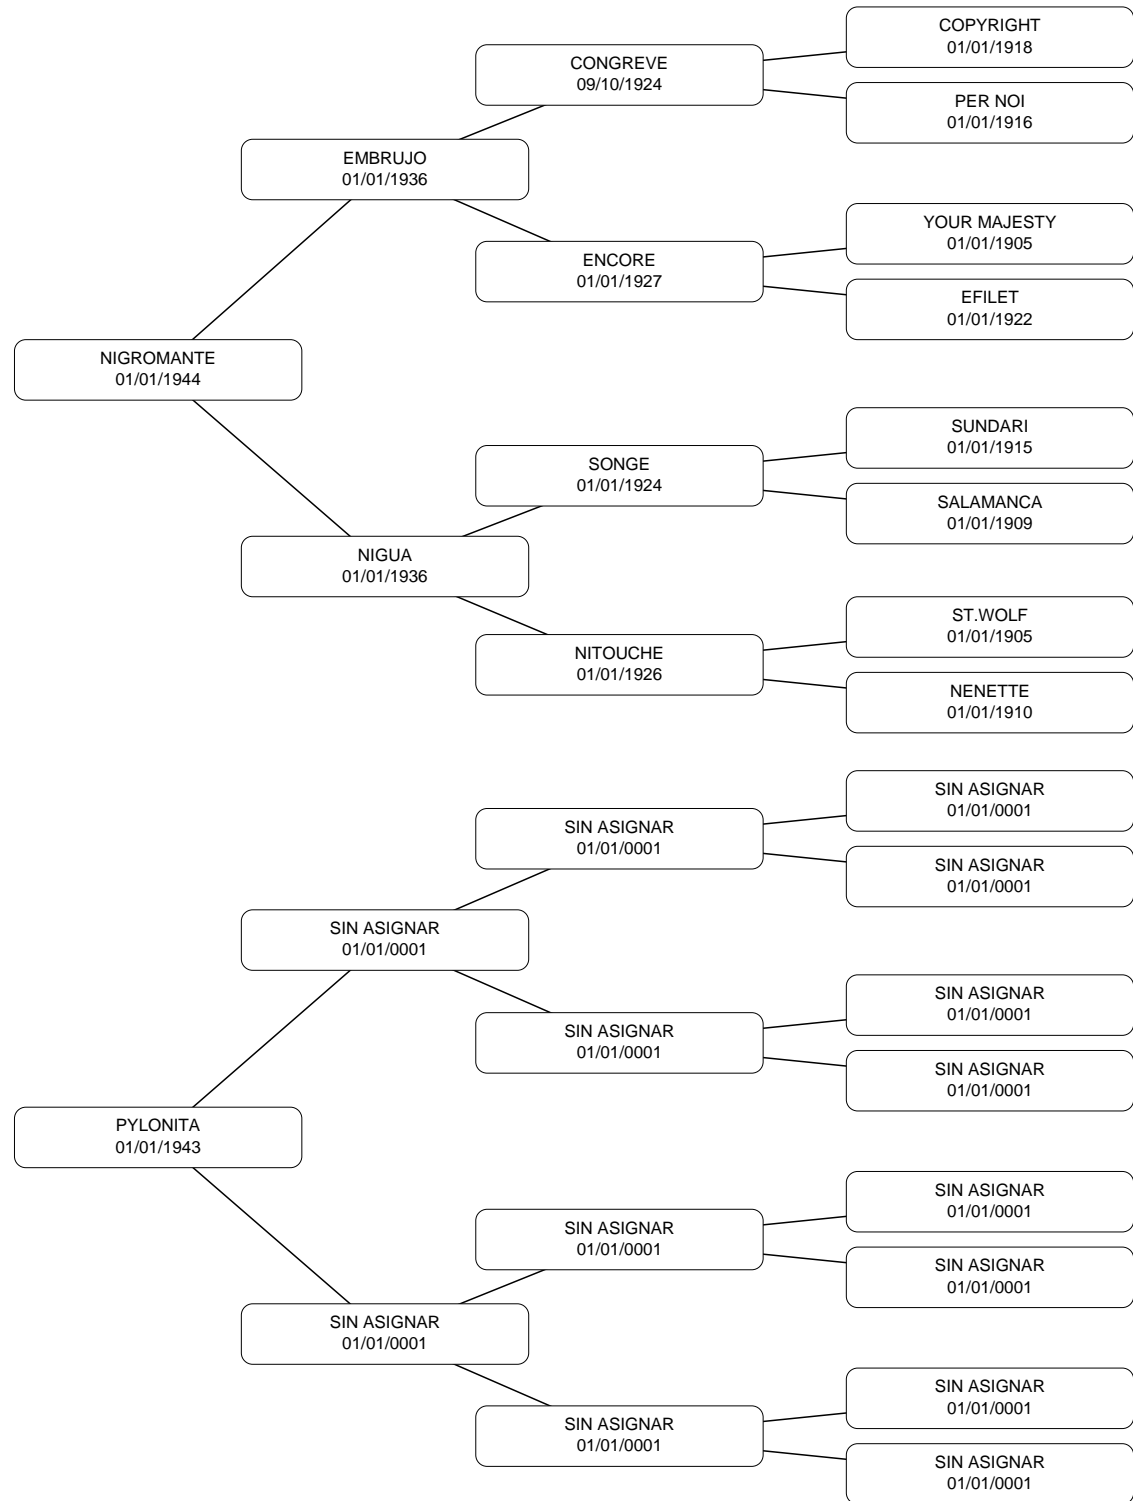 COPYRIGHT
01/01/1918
CONGREVE
09/10/1924
PER NOI
01/01/1916
EMBRUJO
01/01/1936
YOUR MAJESTY
01/01/1905
ENCORE
01/01/1927
EFILET
01/01/1922
NIGROMANTE
01/01/1944
SUNDARI
01/01/1915
SONGE
01/01/1924
SALAMANCA
01/01/1909
NIGUA
01/01/1936
ST.WOLF
01/01/1905
NITOUCHE
01/01/1926
NENETTE
01/01/1910
SIN ASIGNAR
01/01/0001
SIN ASIGNAR
01/01/0001
SIN ASIGNAR
01/01/0001
SIN ASIGNAR
01/01/0001
SIN ASIGNAR
01/01/0001
SIN ASIGNAR
01/01/0001
SIN ASIGNAR
01/01/0001
PYLONITA
01/01/1943
SIN ASIGNAR
01/01/0001
SIN ASIGNAR
01/01/0001
SIN ASIGNAR
01/01/0001
SIN ASIGNAR
01/01/0001
SIN ASIGNAR
01/01/0001
SIN ASIGNAR
01/01/0001
SIN ASIGNAR
01/01/0001